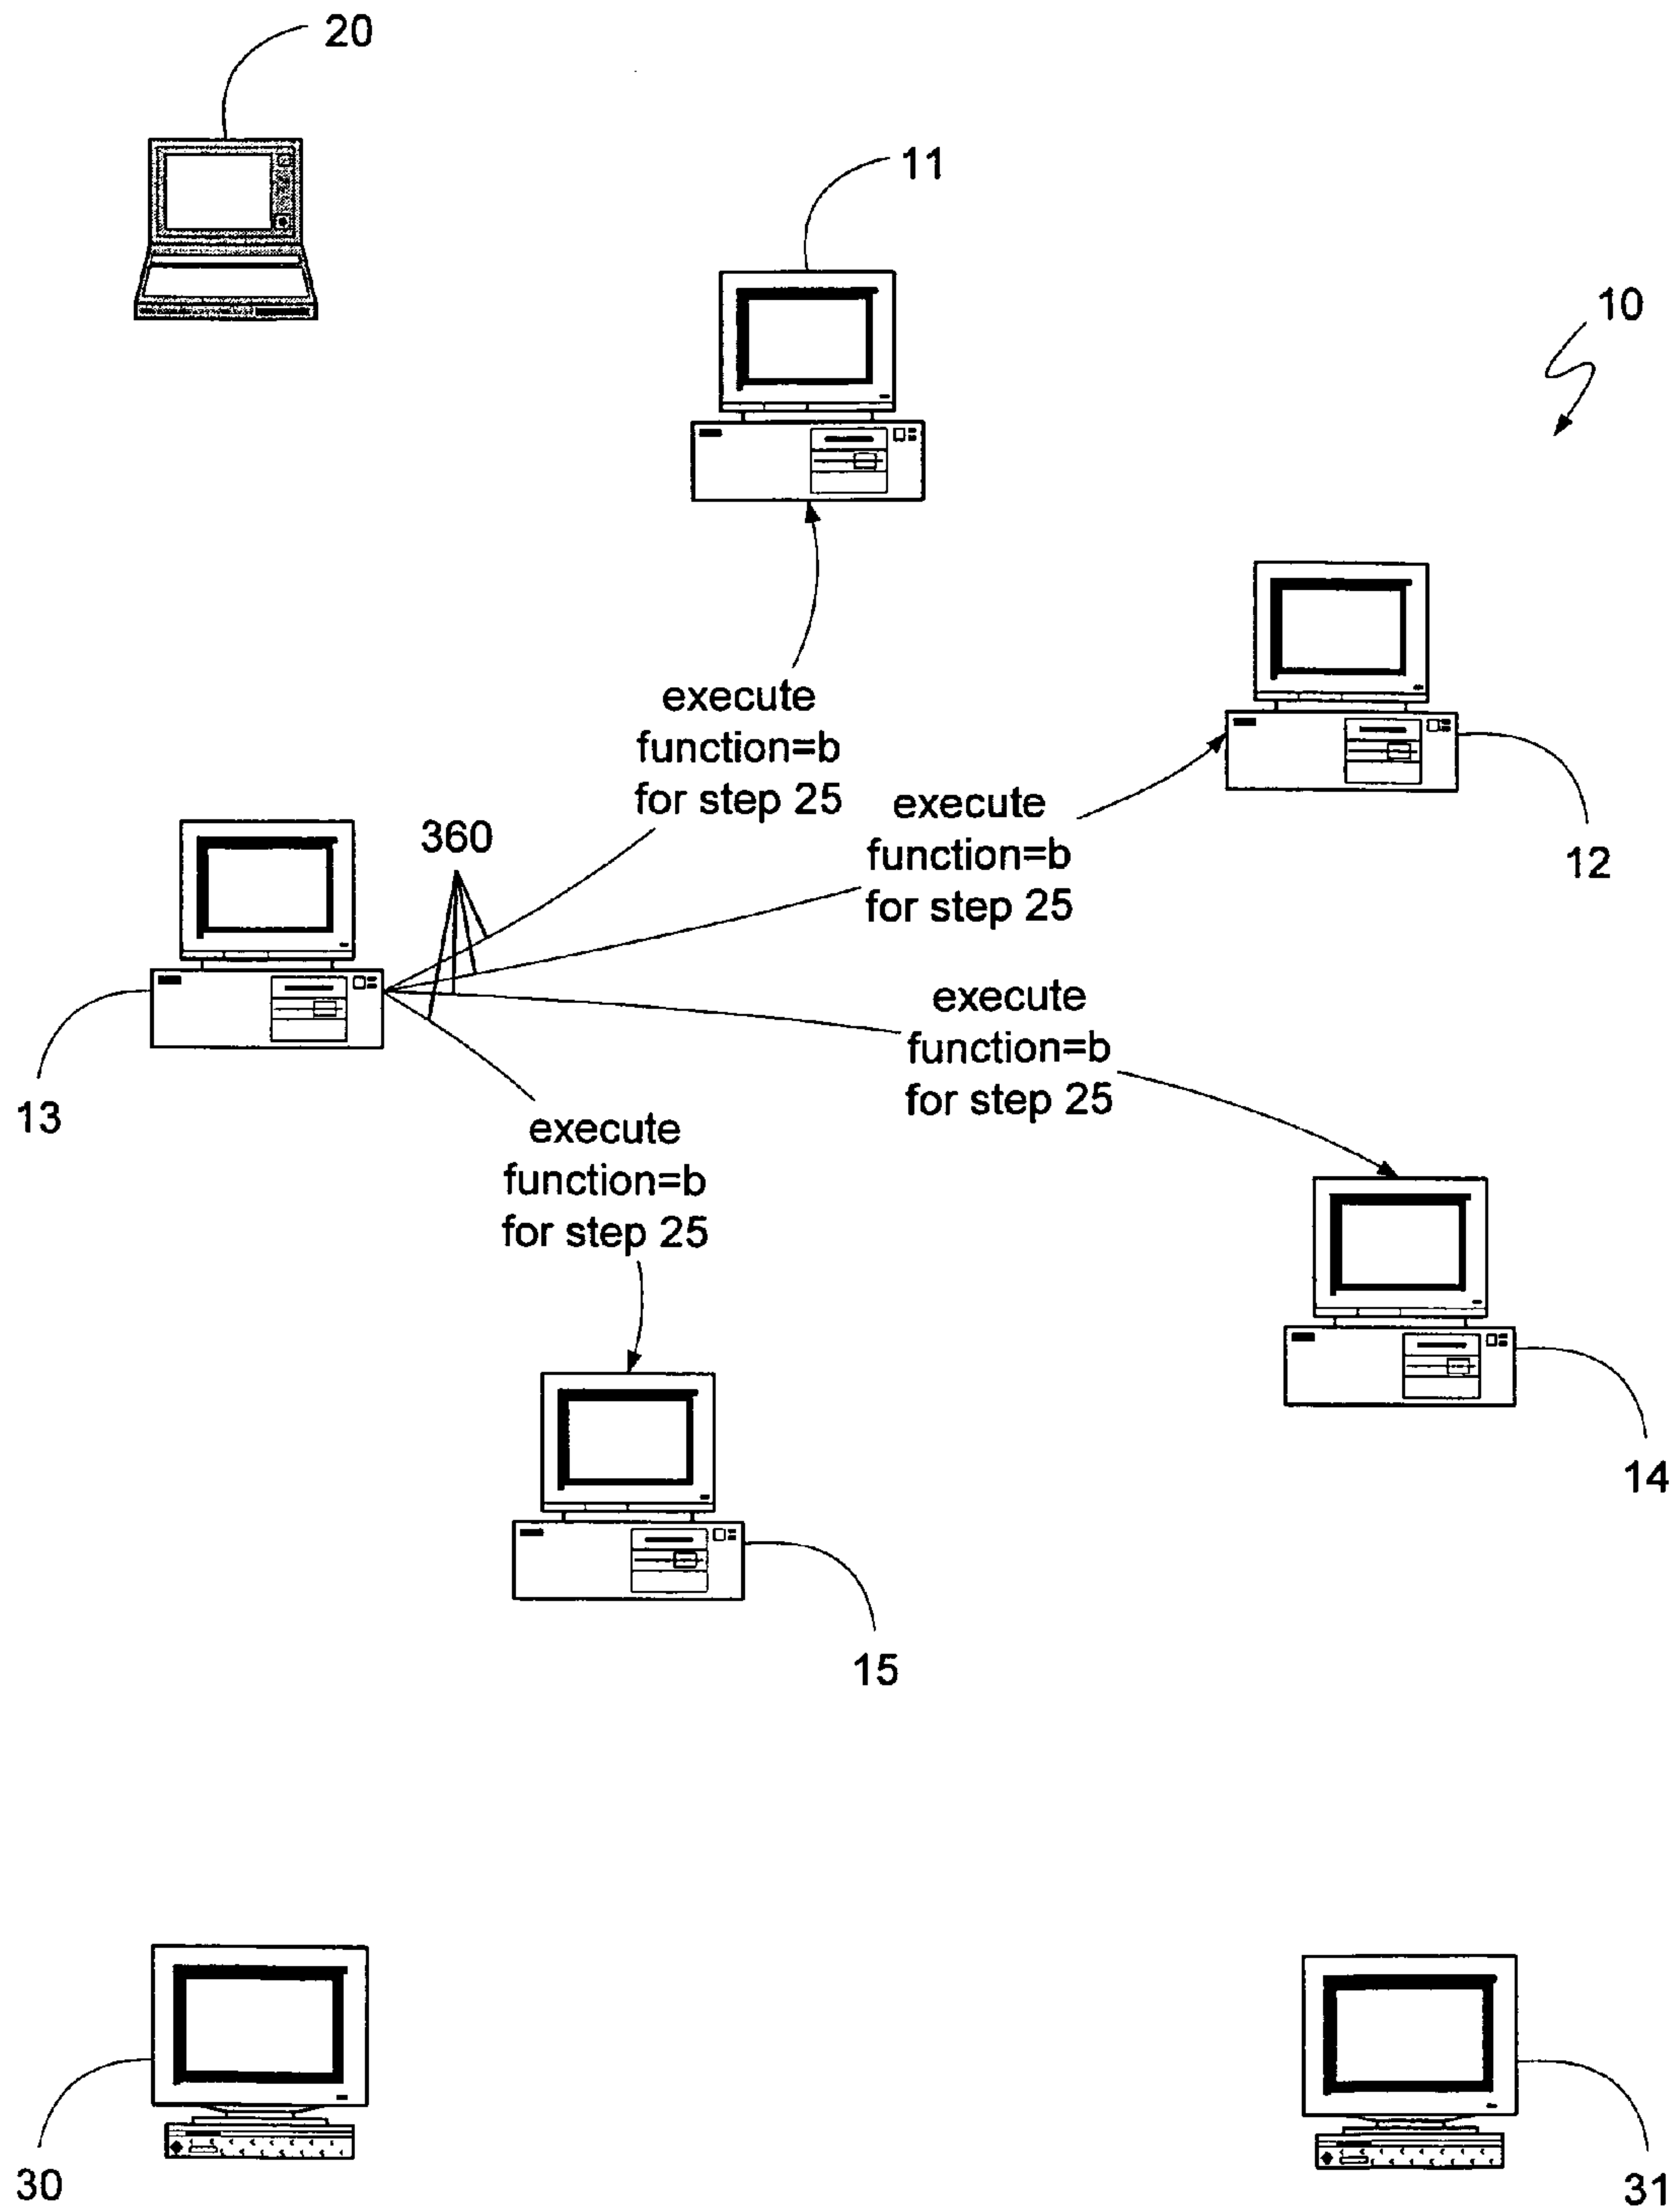 20
11
10
execute
function=b
for step 25
execute
function=b
for step 25
12
360
13
execute
function=b
for step 25
execute
function=b
for step 25
14
15
30
31